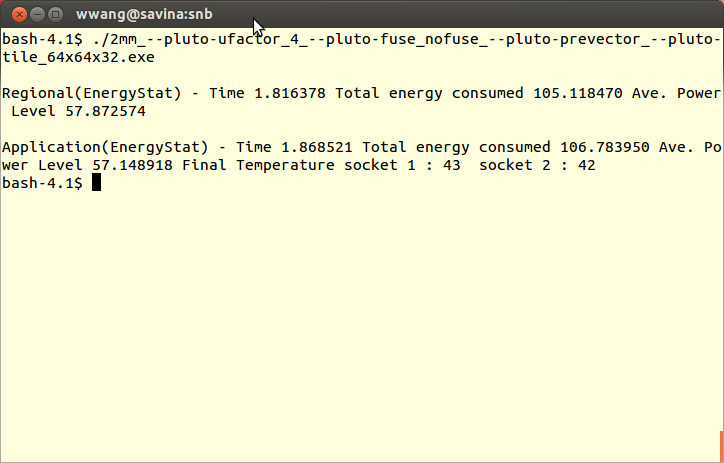 wwang@savina:snb
bash-4.1$ ./2mm_--pluto-ufactor_4_--pluto-fuse_nofuse_--pluto-prevector_--pluto-
tile_64x64x32.exe
Regional(EnergyStat) - Time 1.816378 Total energy consumed 105.118470 Ave. Power
 Level 57.872574
Application(EnergyStat) - Time 1.868521 Total energy consumed 106.783950 Ave. Po
wer Level 57.148918 Final Temperature socket 1 : 43  socket 2 : 42
bash-4.1$